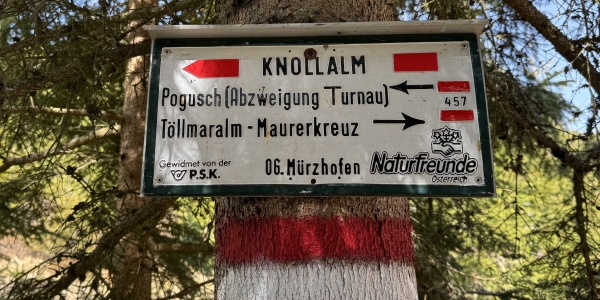 KNOLLALM
Pogusch (Abzweigung Turnau)
457
Töllmaralm - Maurerkreuz
Gewidmet von der
P.S.K.
06. Mürzhofen
Naturfreunde
Österreich